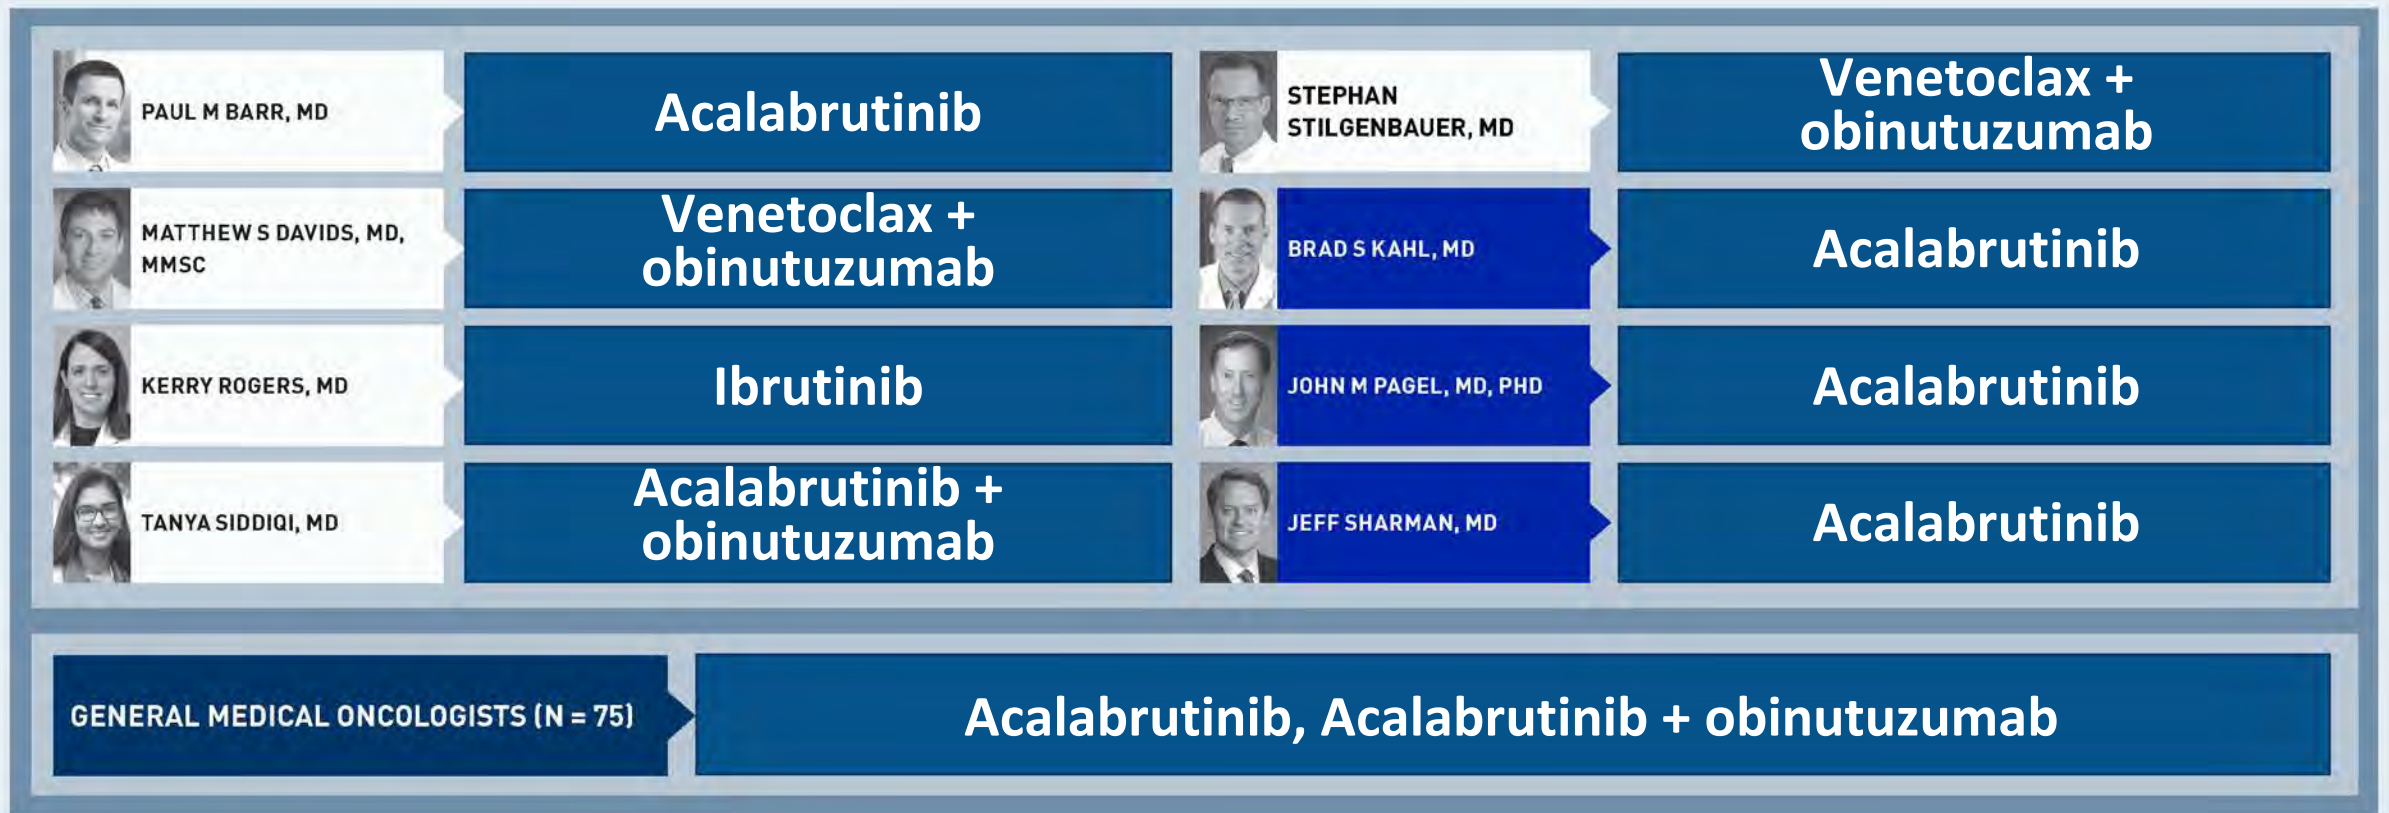 PAUL M BARR, MD
Acalabrutinib
STEPHAN
STILGENBAUER, MD
Venetoclax +
obinutuzumab
MATTHEW S DAVIDS, MD,
MMSC
Venetoclax +
obinutuzumab
BRAD S KAHL, MD
Acalabrutinib
KERRY ROGERS, MD
Ibrutinib
JOHN M PAGEL, MD, PHD
Acalabrutinib
TANYA SIDDIQI, MD
Acalabrutinib +
obinutuzumab
JEFF SHARMAN, MD
Acalabrutinib
GENERAL MEDICAL ONCOLOGISTS (N = 75)
Acalabrutinib, Acalabrutinib + obinutuzumab